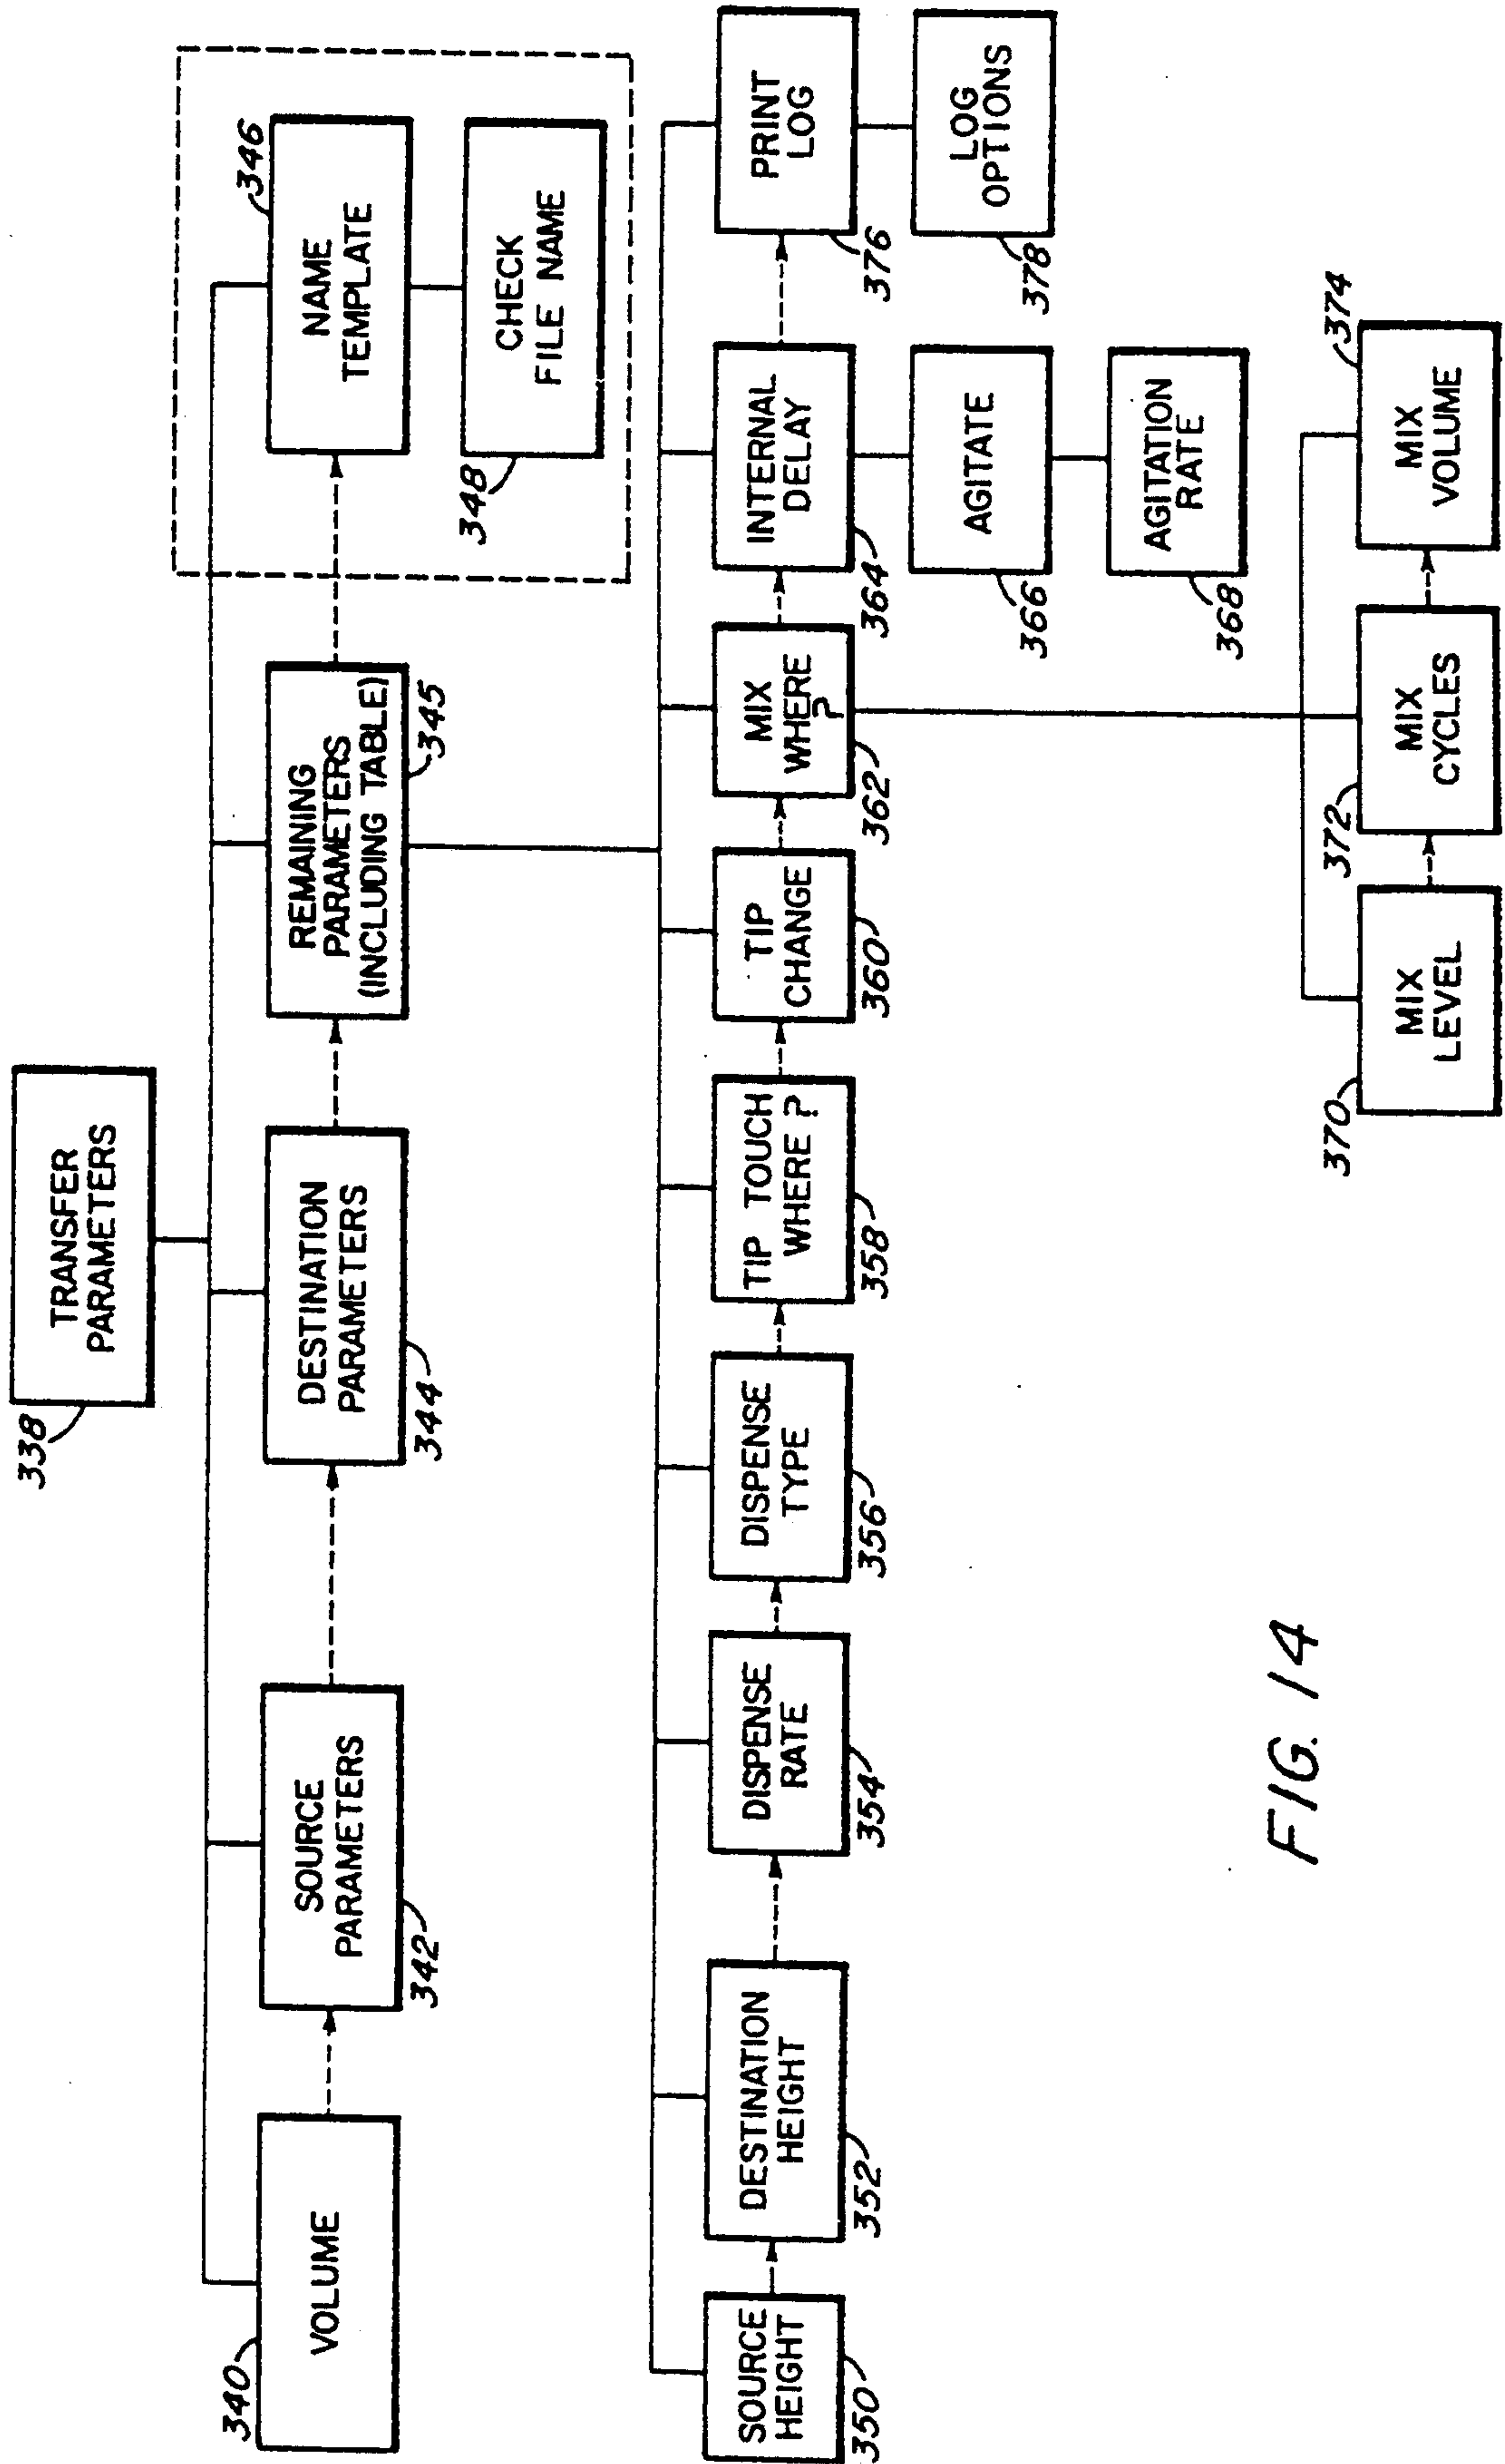 338
TRANSFER
PARAMETERS
340
VOLUME
SOURCE
PARAMETERS
342
DESTINATION
PARAMETERS
344
REMAINING
PARAMETERS
(INCLUDING TABLE)
345
346
NAME
TEMPLATE
348
CHECK
FILE NAME
SOURCE
HEIGHT
350
DESTINATION
HEIGHT
352
DISPENSE
RATE
354
DISPENSE
TYPE
356
TIP TOUCH
WHERE ?
358
TIP
CHANGE
360
MIX
WHERE
?
362
INTERNAL
DELAY
364
PRINT
LOG
376
AGITATE
366
LOG
OPTIONS
378
AGITATION
RATE
368
370
MIX
LEVEL
372
MIX
CYCLES
374
MIX
VOLUME
FIG. 14